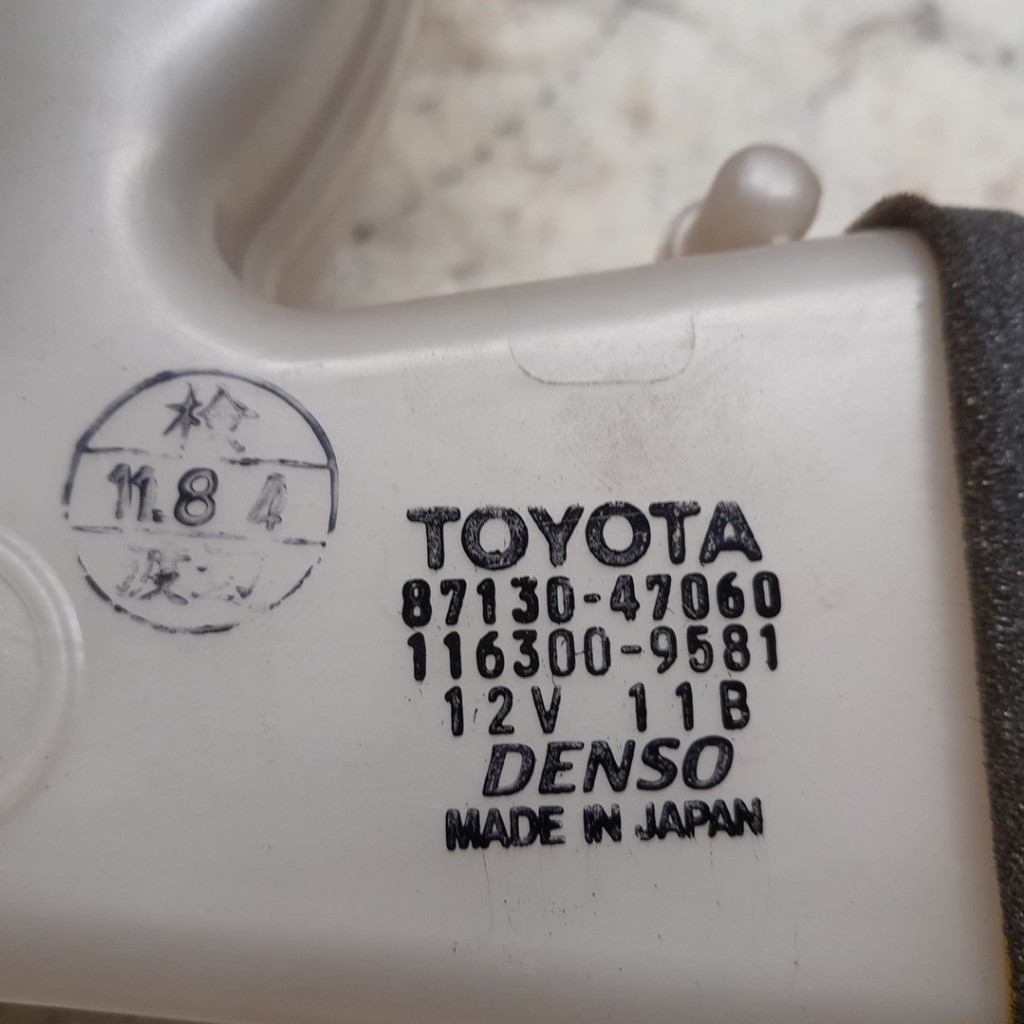 検
11.8 4
TOYOTA
87130-47060
116300-9581
12V 11B
DENSO
MADE IN JAPAN